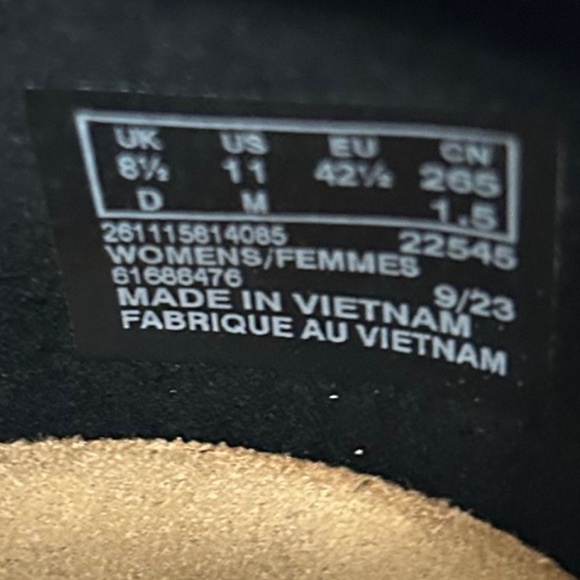 UK US EU CN
8½ 11 42½ 265
D M 1.5
261115814085 22545
WOMENS/FEMMES
61686476 9/23
MADE IN VIETNAM
FABRIQUE AU VIETNAM